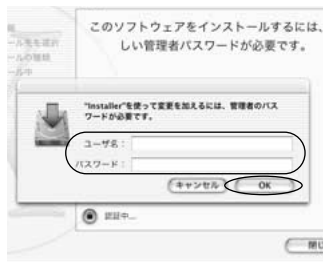 このソフトウェアをインストールするには、
しい管理者パスワードが必要です。
"Installer"を使って変更を加えるには、管理者のパス
ワードが必要です。
ユーザ名：
パスワード：
キャンセル
OK
認証中...
閉じ